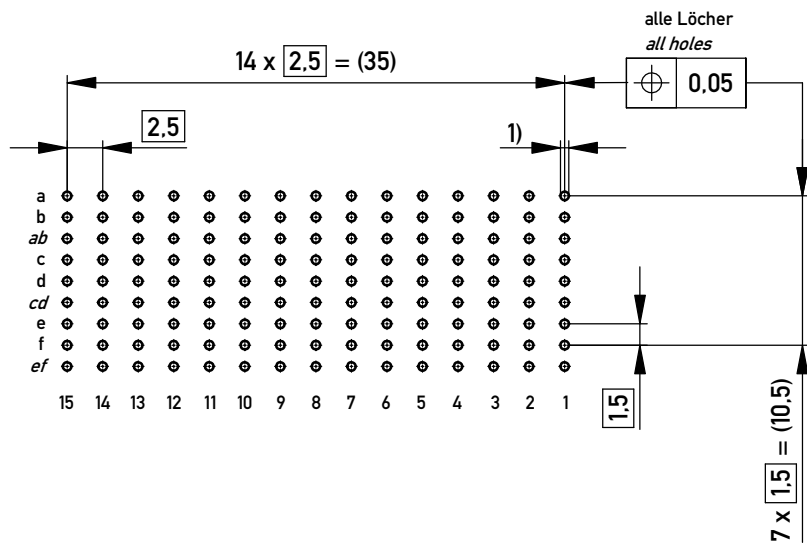 alle Löcher
all holes
14 x 2,5 = (35)
0,05
2,5
1)
a
b
ab
c
d
cd
e
f
ef
15 14 13 12 11 10 9 8 7 6 5 4 3 2 1
1,5
7 x 1,5 = (10,5)